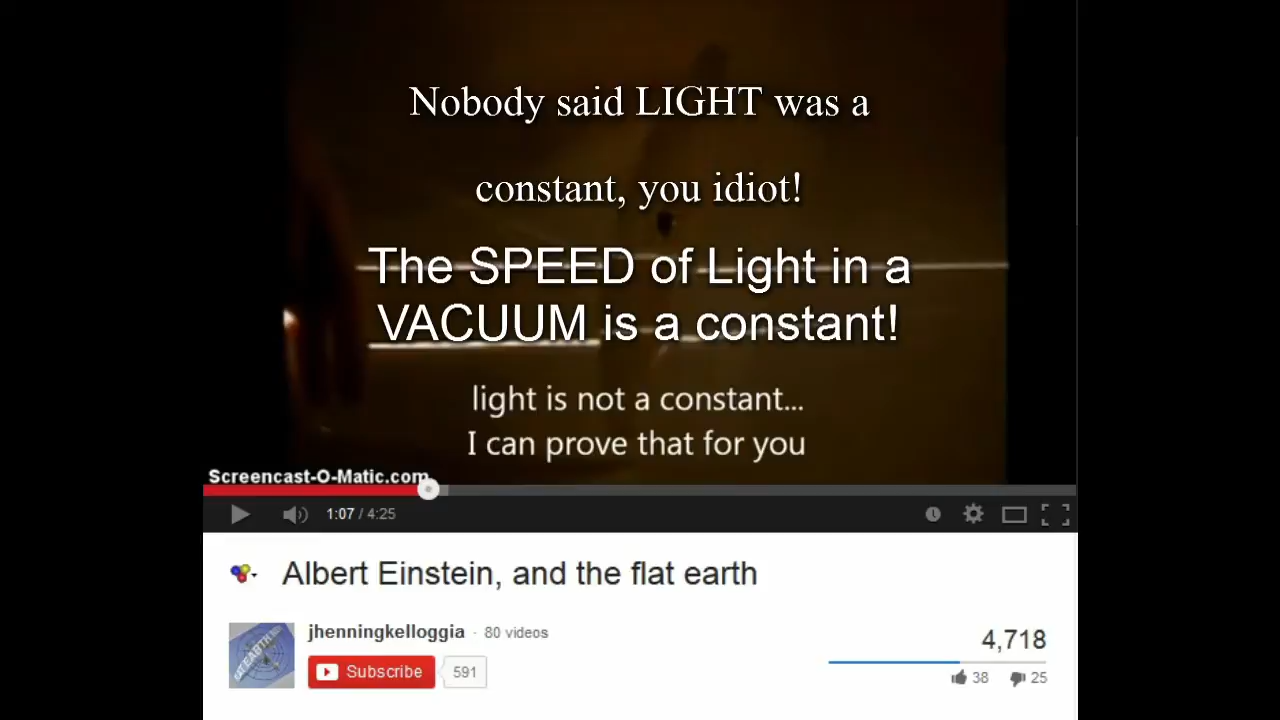 Nobody said LIGHT was a
constant, you idiot!
The SPEED of Light in a
VACUUM is a constant!
light is not a constant...
I can prove that for you
Screencast-O-Matic.com
1:07 / 4:25
Albert Einstein, and the flat earth
jhenningkelloggia · 80 videos
4,718
Subscribe 591
38 25